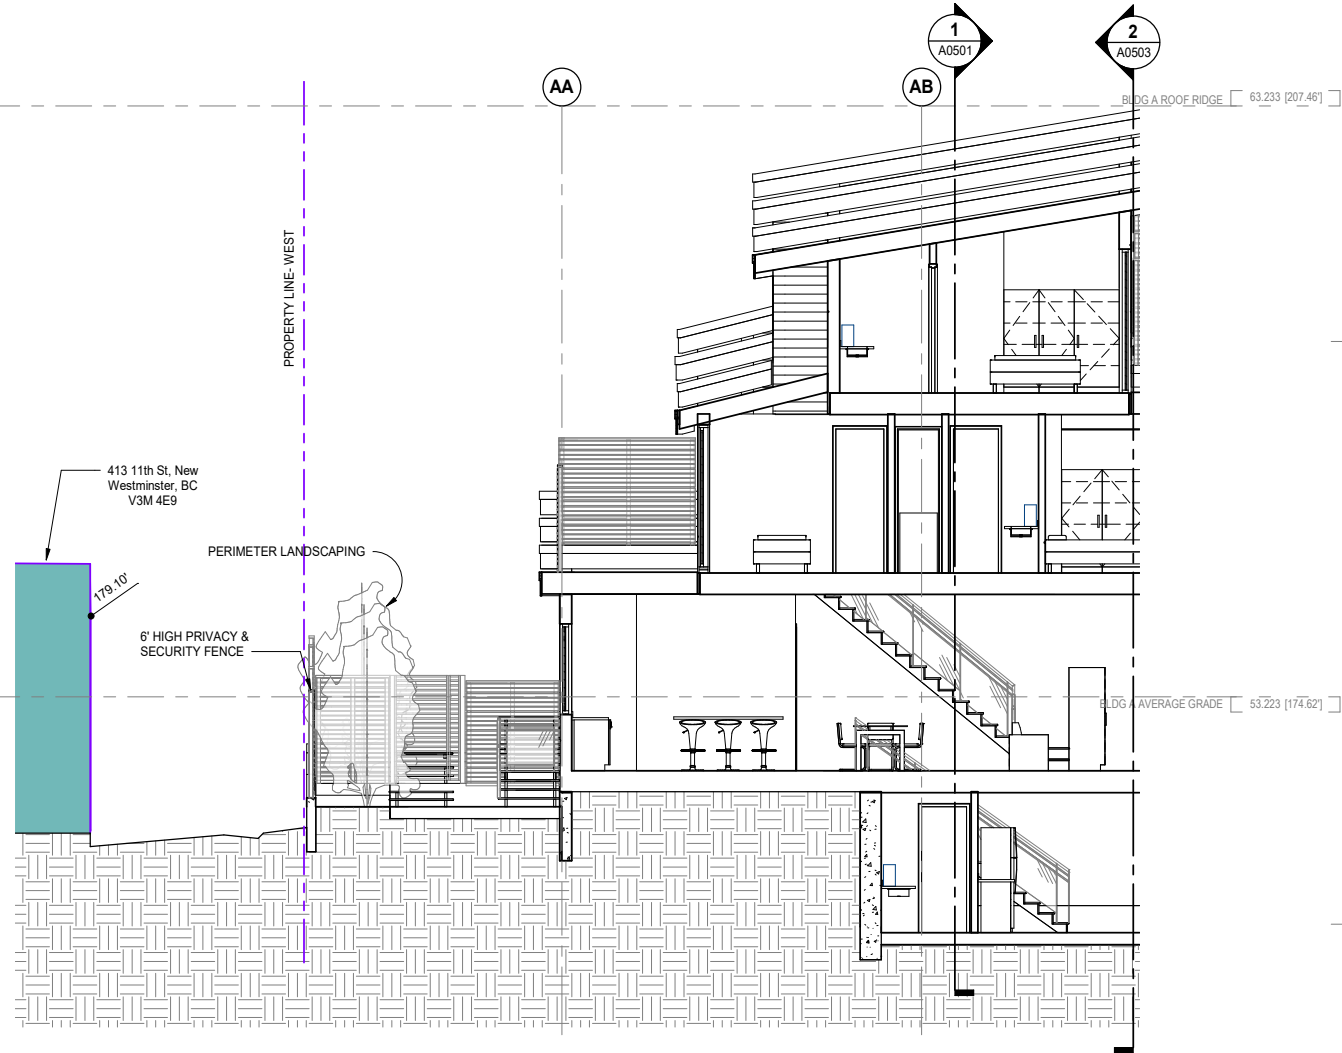 1
A0501
2
A0503
AA
AB
BLDG A ROOF RIDGE
63.233 [207.46']
PROPERTY LINE- WEST
413 11th St, New
Westminster, BC
V3M 4E9
PERIMETER LANDSCAPING
179.10'
6' HIGH PRIVACY &
SECURITY FENCE
BLDG A AVERAGE GRADE
53.223 [174.62']